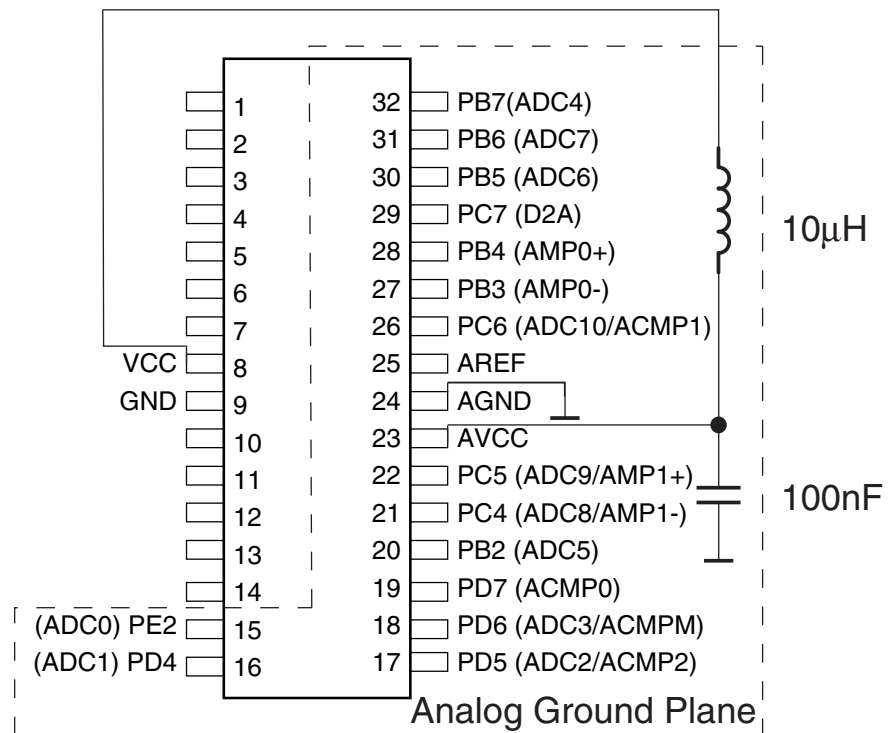 1 32 PB7(ADC4)
2 31 PB6 (ADC7)
3 30 PB5 (ADC6)
4 29 PC7 (D2A)
5 28 PB4 (AMP0+)
6 27 PB3 (AMP0-)
7 26 PC6 (ADC10/ACMP1)
VCC 8 25 AREF
GND 9 24 AGND
10 23 AVCC
11 22 PC5 (ADC9/AMP1+)
12 21 PC4 (ADC8/AMP1-)
13 20 PB2 (ADC5)
14 19 PD7 (ACMP0)
(ADC0) PE2 15 18 PD6 (ADC3/ACMPM)
(ADC1) PD4 16 17 PD5 (ADC2/ACMP2)
10µH
100nF
Analog Ground Plane